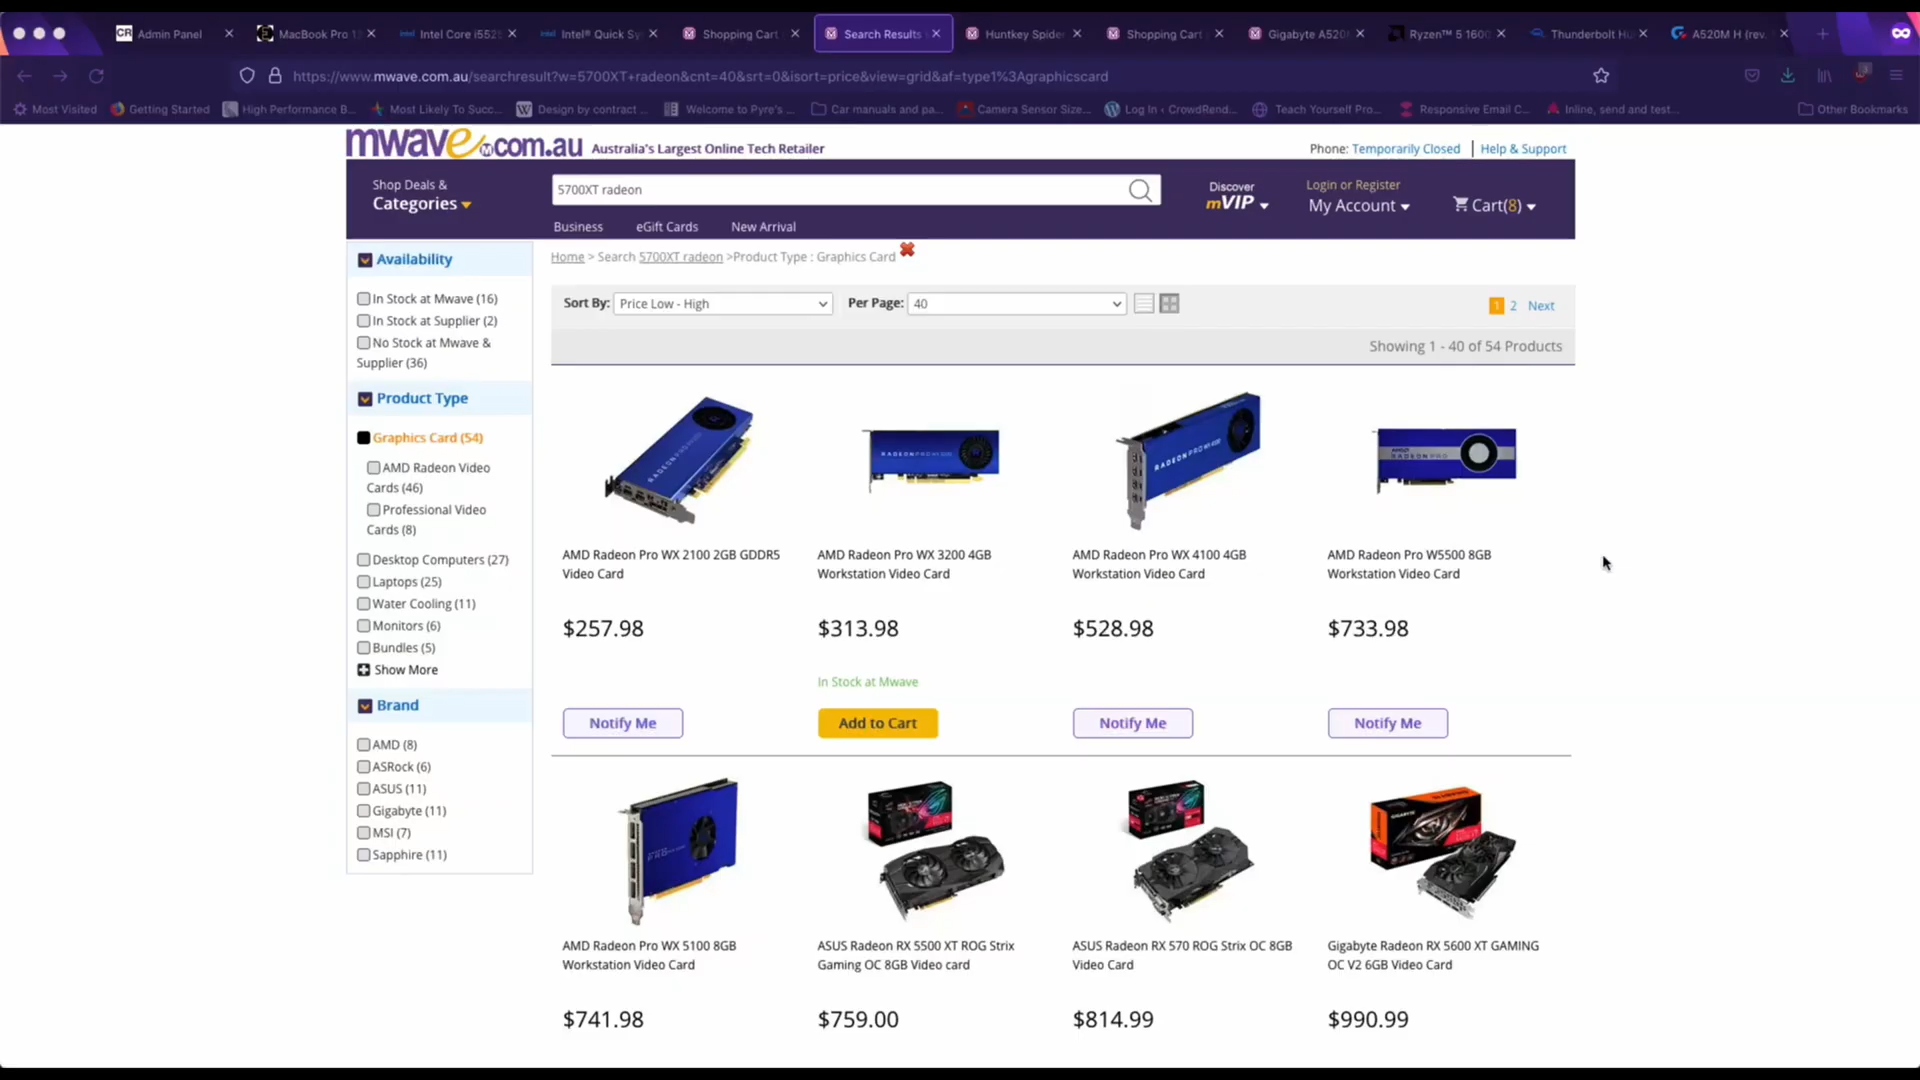 CR Admin Panel
MacBook Pro 13
Intel Core i5525
Intel® Quick Sy
Shopping Cart
Search Results
Huntkey Spider
Shopping Cart
Gigabyte A520
Ryzen™ 5 1600
Thunderbolt Hu
A520M H (rev.
https://www.mwave.com.au/searchresult?w=5700XT+radeon&cnt=40&srt=0&isort=price&view=grid&af=type1%3Agraphicscard
Most Visited
Getting Started
High Performance B...
Most Likely To Succ...
Design by contract ...
Welcome to Pyre's ...
Car manuals and pa...
Camera Sensor Size...
Log In ‹ CrowdRend...
Teach Yourself Pro...
Responsive Email C...
Inline, send and test...
Other Bookmarks
mwave.com.au
Australia's Largest Online Tech Retailer
Phone: Temporarily Closed | Help & Support
Shop Deals &
Categories
5700XT radeon
Discover
mVIP
Login or Register
My Account
Cart(8)
Business
eGift Cards
New Arrival
Home > Search 5700XT radeon >Product Type : Graphics Card
Availability
In Stock at Mwave (16)
In Stock at Supplier (2)
No Stock at Mwave &
Supplier (36)
Product Type
Graphics Card (54)
AMD Radeon Video
Cards (46)
Professional Video
Cards (8)
Desktop Computers (27)
Laptops (25)
Water Cooling (11)
Monitors (6)
Bundles (5)
Show More
Brand
AMD (8)
ASRock (6)
ASUS (11)
Gigabyte (11)
MSI (7)
Sapphire (11)
Sort By: Price Low - High
Per Page: 40
1 2 Next
Showing 1 - 40 of 54 Products
AMD Radeon Pro WX 2100 2GB GDDR5
Video Card
$257.98
Notify Me
AMD Radeon Pro WX 3200 4GB
Workstation Video Card
$313.98
In Stock at Mwave
Add to Cart
AMD Radeon Pro WX 4100 4GB
Workstation Video Card
$528.98
Notify Me
AMD Radeon Pro W5500 8GB
Workstation Video Card
$733.98
Notify Me
AMD Radeon Pro WX 5100 8GB
Workstation Video Card
$741.98
ASUS Radeon RX 5500 XT ROG Strix
Gaming OC 8GB Video card
$759.00
ASUS Radeon RX 570 ROG Strix OC 8GB
Video Card
$814.99
Gigabyte Radeon RX 5600 XT GAMING
OC V2 6GB Video Card
$990.99